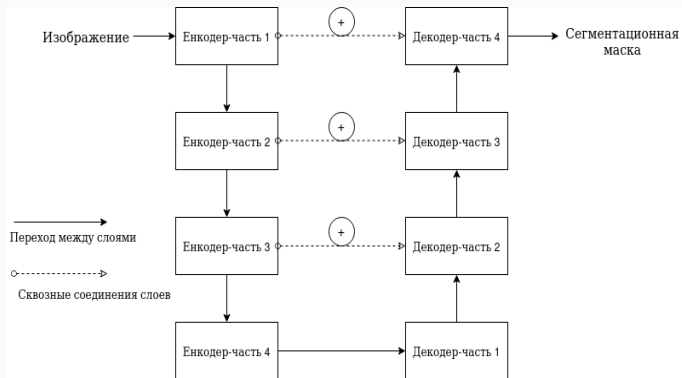 Изображение
Енкодер-часть 1
+
Декодер-часть 4
Сегментационная
маска
Енкодер-часть 2
+
Декодер-часть 3
Переход между слоями
Енкодер-часть 3
+
Декодер-часть 2
Сквозные соединения слоев
Енкодер-часть 4
Декодер-часть 1